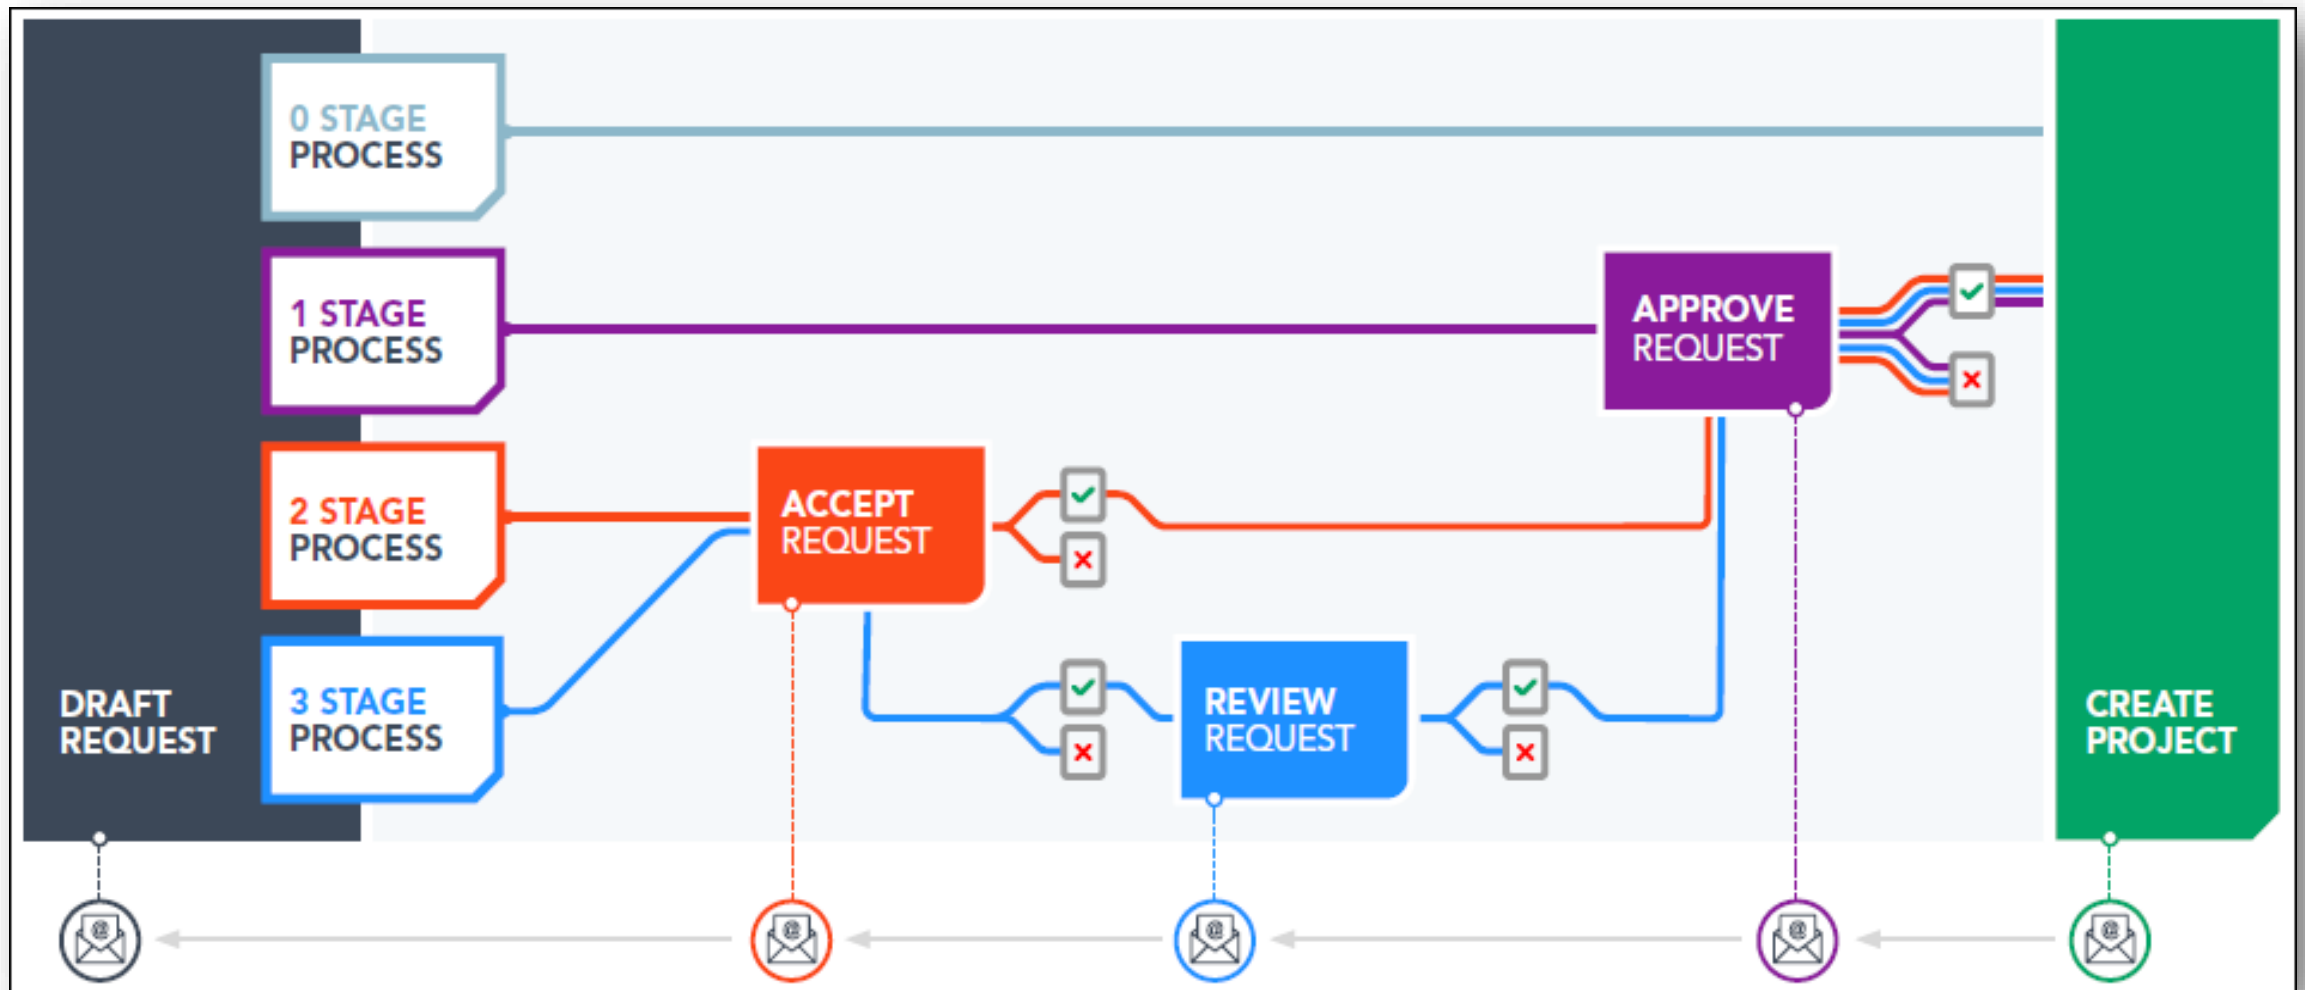 0 STAGE
PROCESS
1 STAGE
PROCESS
APPROVE
REQUEST
2 STAGE
PROCESS
ACCEPT
REQUEST
DRAFT
REQUEST
3 STAGE
PROCESS
REVIEW
REQUEST
CREATE
PROJECT
@
@
@
@
@